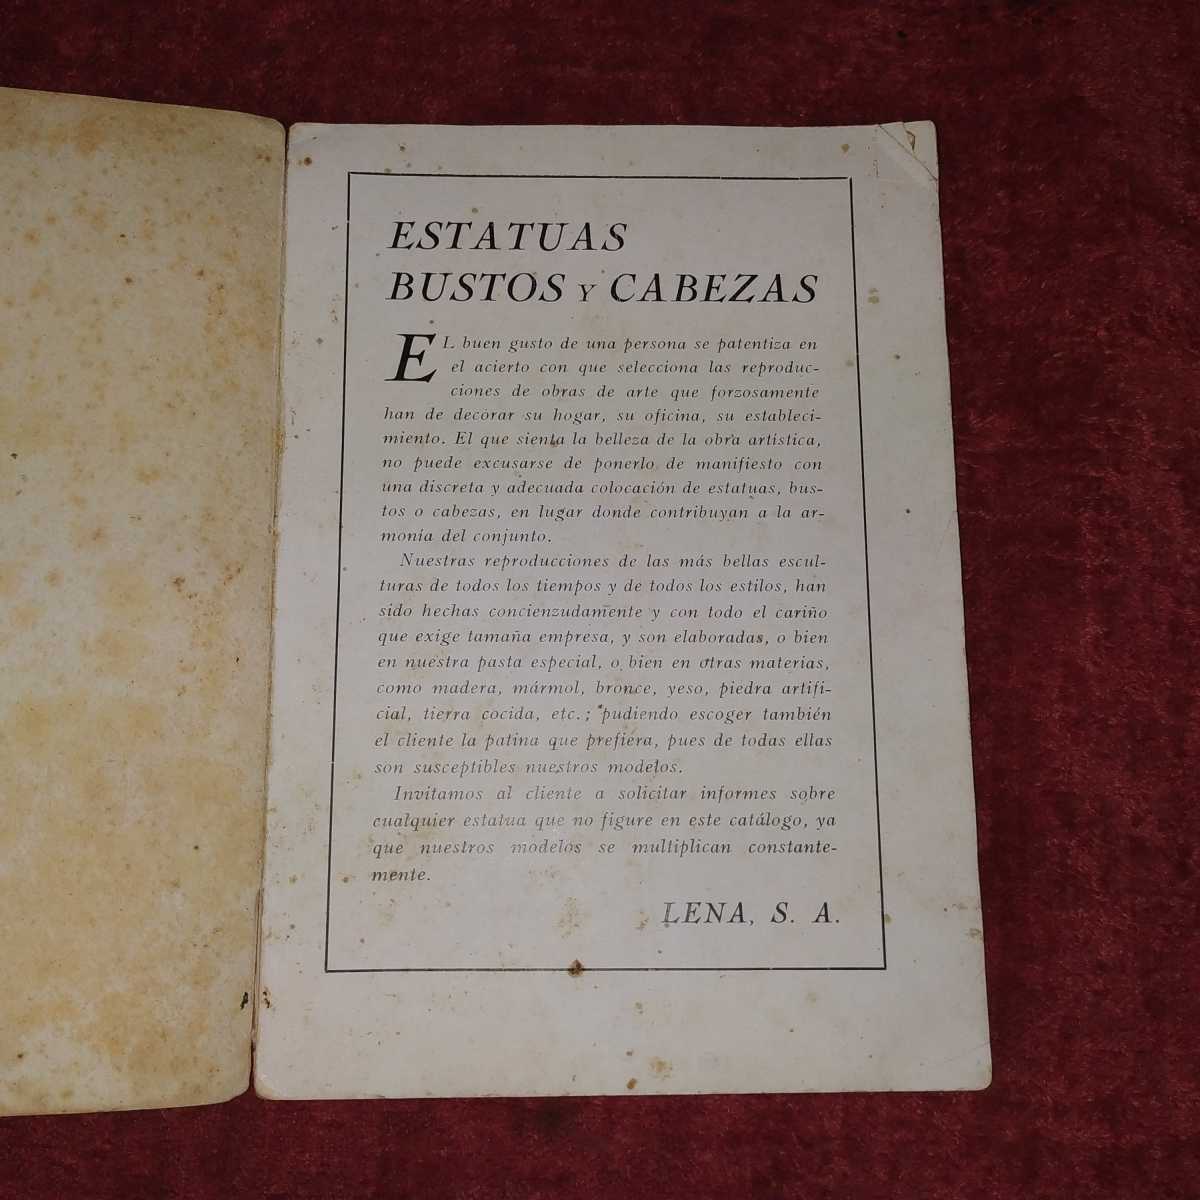 ESTATUAS
BUSTOS Y CABEZAS
EL buen gusto de una persona se patentiza en
el acierto con que selecciona las reproduc-
ciones de obras de arte que forzosamente
han de decorar su hogar, su oficina, su estableci-
miento. El que sienta la belleza de la obra artística,
no puede excusarse de ponerlo de manifiesto con
una discreta y adecuada colocación de estatuas, bus-
tos o cabezas, en lugar donde contribuyan a la ar-
monía del conjunto.
Nuestras reproducciones de las más bellas escul-
turas de todos los tiempos y de todos los estilos, han
sido hechas concienzudamente y con todo el cariño
que exige tamaña empresa, y son elaboradas, o bien
en nuestra pasta especial, o bien en otras materias,
como madera, mármol, bronce, yeso, piedra artifi-
cial, tierra cocida, etc.; pudiendo escoger también
el cliente la patina que prefiera, pues de todas ellas
son susceptibles nuestros modelos.
Invitamos al cliente a solicitar informes sobre
cualquier estatua que no figure en este catálogo, ya
que nuestros modelos se multiplican constante-
mente.
LENA, S. A.